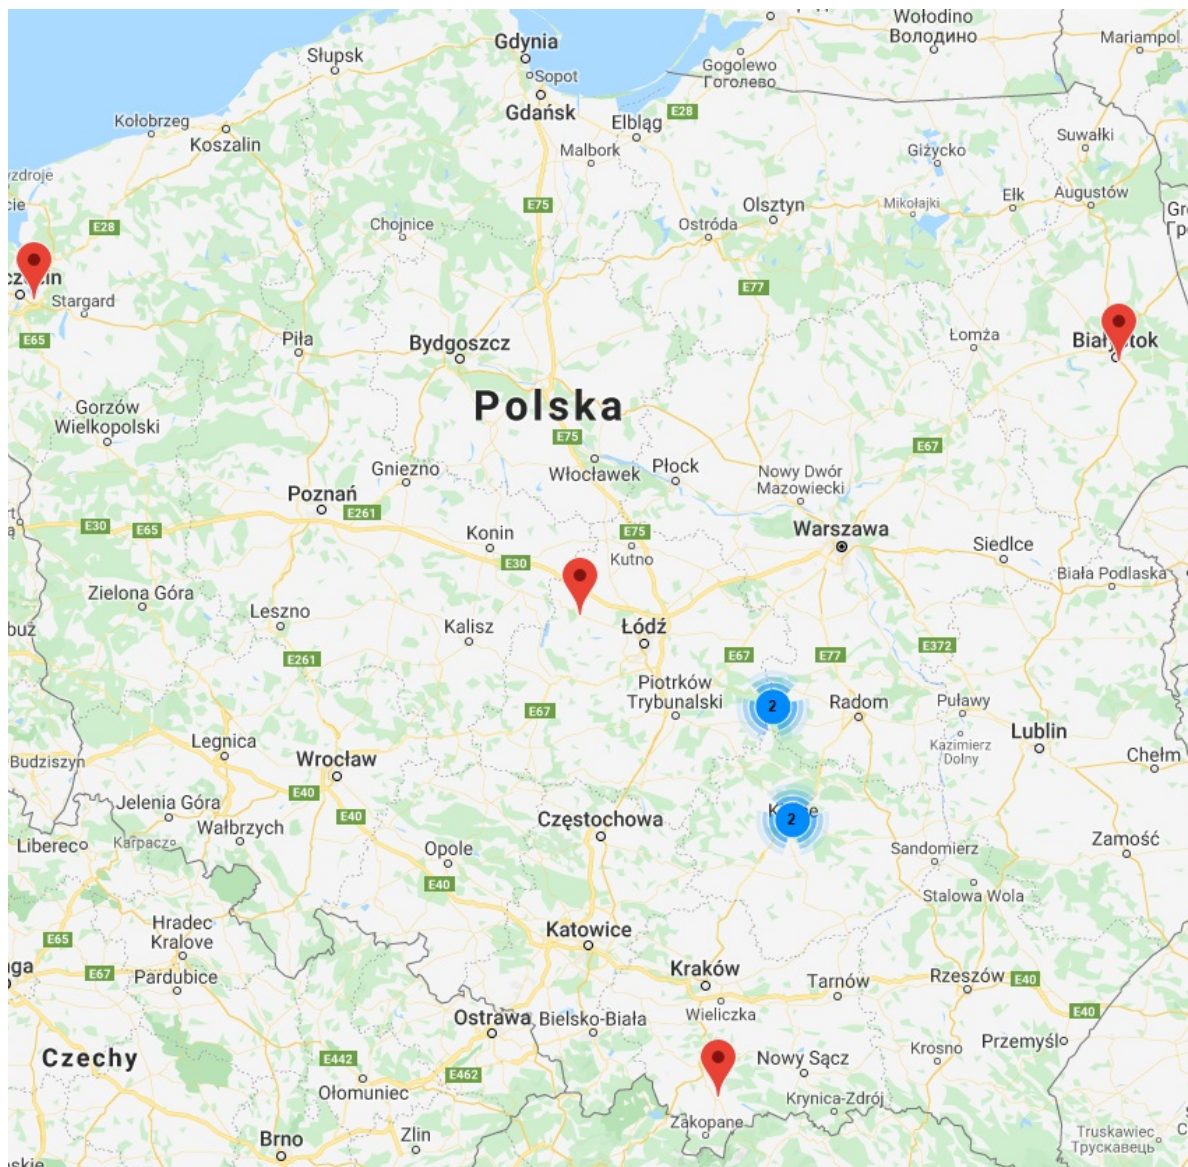 Wołodino
Володино
Mariampol
Gdynia
Gogolewo
Гоголево
Słupsk
Sopot
Gdańsk
E28
Kołobrzeg
Elbląg
Koszalin
Malbork
Suwałki
Giżycko
Augustów
Ełk
E75
Mikołajki
Olsztyn
Chojnice
Ostróda
E28
E77
Stargard
E65
Piła
Bydgoszcz
Łomża
Białystok
Polska
Gorzów
Wielkopolski
E75
E67
Włocławek
Płock
Gniezno
Nowy Dwór
Mazowiecki
Poznań
E261
E30
E65
Konin
E75
Warszawa
Siedlce
E30
Kutno
Biała Podlaska
Zielona Góra
Leszno
Kalisz
Łódź
E261
E67
E77
E372
Piotrków
Trybunalski
Radom
Puławy
2
E67
Legnica
Lublin
Kazimierz
Dolny
Chełm
Wrocław
Budziszyn
E40
E40
Jelenia Góra
Częstochowa
2
Wałbrzych
Liberec
Karpacz
Opole
Sandomierz
Zamość
E40
Stalowa Wola
Hradec
Kralove
Katowice
E65
E67
Pardubice
Kraków
Tarnów
Rzeszów
E40
E40
Wieliczka
Ostrawa
Bielsko-Biała
Przemyśl
Krosno
Czechy
E442
E462
Nowy Sącz
Ołomuniec
Krynica-Zdrój
Zakopane
Brno
Zlin
Truskawiec
Трускавець